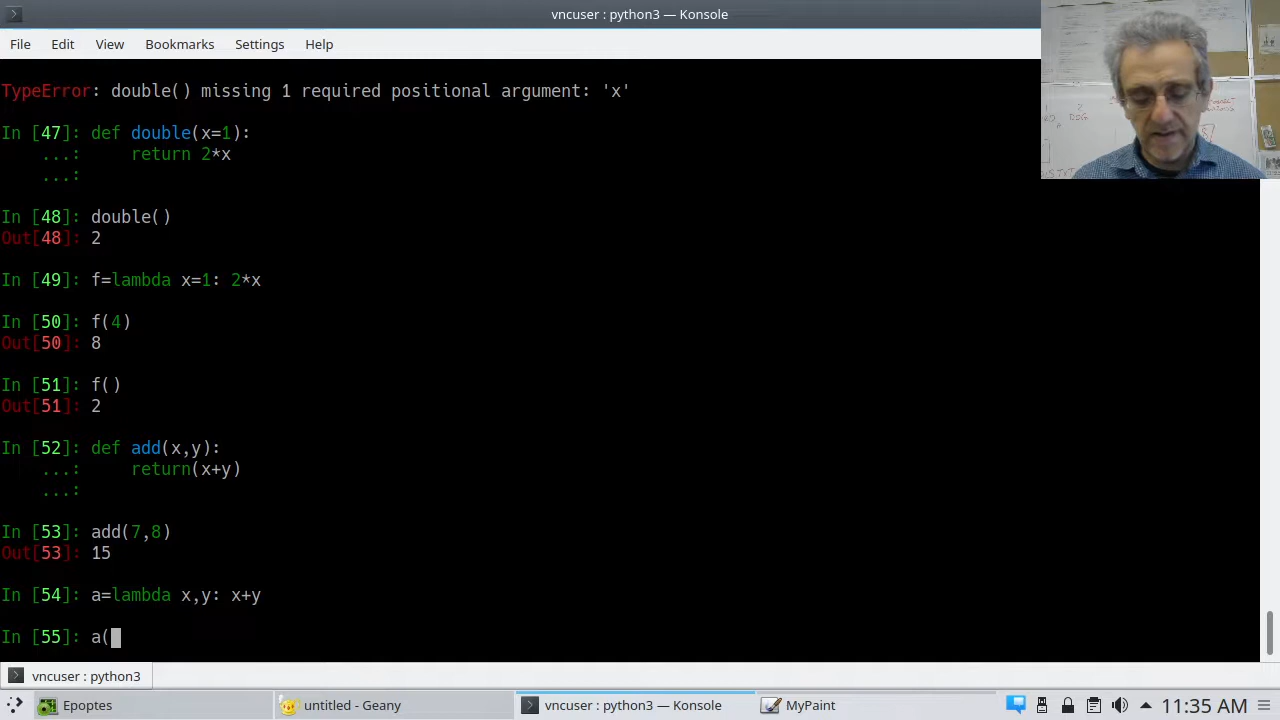 vncuser : python3 — Konsole
File Edit View Bookmarks Settings Help
TypeError: double() missing 1 required positional argument: 'x'
In [47]: def double(x=1):
...: return 2*x
...:
In [48]: double()
Out[48]: 2
In [49]: f=lambda x=1: 2*x
In [50]: f(4)
Out[50]: 8
In [51]: f()
Out[51]: 2
In [52]: def add(x,y):
...: return(x+y)
...:
In [53]: add(7,8)
Out[53]: 15
In [54]: a=lambda x,y: x+y
In [55]: a(
vncuser : python3
Epoptes untitled - Geany vncuser : python3 — Konsole MyPaint 11:35 AM